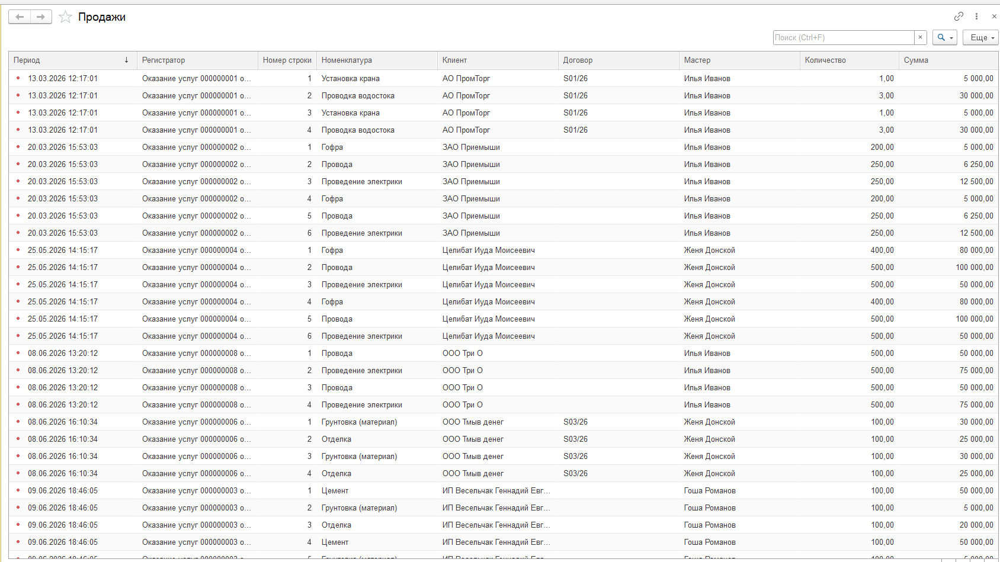 Продажи
Поиск (Ctrl+F) × Еще
Период ↓ Регистратор Номер строки Номенклатура Клиент Договор Мастер Количество Сумма
13.03.2026 12:17:01 Оказание услуг 000000001 о... 1 Установка крана АО ПромТорг S01/26 Илья Иванов 1,00 5 000,00
13.03.2026 12:17:01 Оказание услуг 000000001 о... 2 Проводка водостока АО ПромТорг S01/26 Илья Иванов 3,00 30 000,00
13.03.2026 12:17:01 Оказание услуг 000000001 о... 3 Установка крана АО ПромТорг S01/26 Илья Иванов 1,00 5 000,00
13.03.2026 12:17:01 Оказание услуг 000000001 о... 4 Проводка водостока АО ПромТорг S01/26 Илья Иванов 3,00 30 000,00
20.03.2026 15:53:03 Оказание услуг 000000002 о... 1 Гофра ЗАО Приемыши Илья Иванов 200,00 5 000,00
20.03.2026 15:53:03 Оказание услуг 000000002 о... 2 Провода ЗАО Приемыши Илья Иванов 250,00 6 250,00
20.03.2026 15:53:03 Оказание услуг 000000002 о... 3 Проведение электрики ЗАО Приемыши Илья Иванов 250,00 12 500,00
20.03.2026 15:53:03 Оказание услуг 000000002 о... 4 Гофра ЗАО Приемыши Илья Иванов 200,00 5 000,00
20.03.2026 15:53:03 Оказание услуг 000000002 о... 5 Провода ЗАО Приемыши Илья Иванов 250,00 6 250,00
20.03.2026 15:53:03 Оказание услуг 000000002 о... 6 Проведение электрики ЗАО Приемыши Илья Иванов 250,00 12 500,00
25.05.2026 14:15:17 Оказание услуг 000000004 о... 1 Гофра Целибат Иуда Моисеевич Женя Донской 400,00 80 000,00
25.05.2026 14:15:17 Оказание услуг 000000004 о... 2 Провода Целибат Иуда Моисеевич Женя Донской 500,00 100 000,00
25.05.2026 14:15:17 Оказание услуг 000000004 о... 3 Проведение электрики Целибат Иуда Моисеевич Женя Донской 500,00 50 000,00
25.05.2026 14:15:17 Оказание услуг 000000004 о... 4 Гофра Целибат Иуда Моисеевич Женя Донской 400,00 80 000,00
25.05.2026 14:15:17 Оказание услуг 000000004 о... 5 Провода Целибат Иуда Моисеевич Женя Донской 500,00 100 000,00
25.05.2026 14:15:17 Оказание услуг 000000004 о... 6 Проведение электрики Целибат Иуда Моисеевич Женя Донской 500,00 50 000,00
08.06.2026 13:20:12 Оказание услуг 000000008 о... 1 Провода ООО Три О Илья Иванов 500,00 50 000,00
08.06.2026 13:20:12 Оказание услуг 000000008 о... 2 Проведение электрики ООО Три О Илья Иванов 500,00 75 000,00
08.06.2026 13:20:12 Оказание услуг 000000008 о... 3 Провода ООО Три О Илья Иванов 500,00 50 000,00
08.06.2026 13:20:12 Оказание услуг 000000008 о... 4 Проведение электрики ООО Три О Илья Иванов 500,00 75 000,00
08.06.2026 16:10:34 Оказание услуг 000000006 о... 1 Грунтовка (материал) ООО Тмыв денег S03/26 Женя Донской 100,00 30 000,00
08.06.2026 16:10:34 Оказание услуг 000000006 о... 2 Отделка ООО Тмыв денег S03/26 Женя Донской 100,00 25 000,00
08.06.2026 16:10:34 Оказание услуг 000000006 о... 3 Грунтовка (материал) ООО Тмыв денег S03/26 Женя Донской 100,00 30 000,00
08.06.2026 16:10:34 Оказание услуг 000000006 о... 4 Отделка ООО Тмыв денег S03/26 Женя Донской 100,00 25 000,00
09.06.2026 18:46:05 Оказание услуг 000000003 о... 1 Цемент ИП Весельчак Геннадий Евг... Гоша Романов 100,00 50 000,00
09.06.2026 18:46:05 Оказание услуг 000000003 о... 2 Грунтовка (материал) ИП Весельчак Геннадий Евг... Гоша Романов 100,00 5 000,00
09.06.2026 18:46:05 Оказание услуг 000000003 о... 3 Отделка ИП Весельчак Геннадий Евг... Гоша Романов 100,00 20 000,00
09.06.2026 18:46:05 Оказание услуг 000000003 о... 4 Цемент ИП Весельчак Геннадий Евг... Гоша Романов 100,00 50 000,00